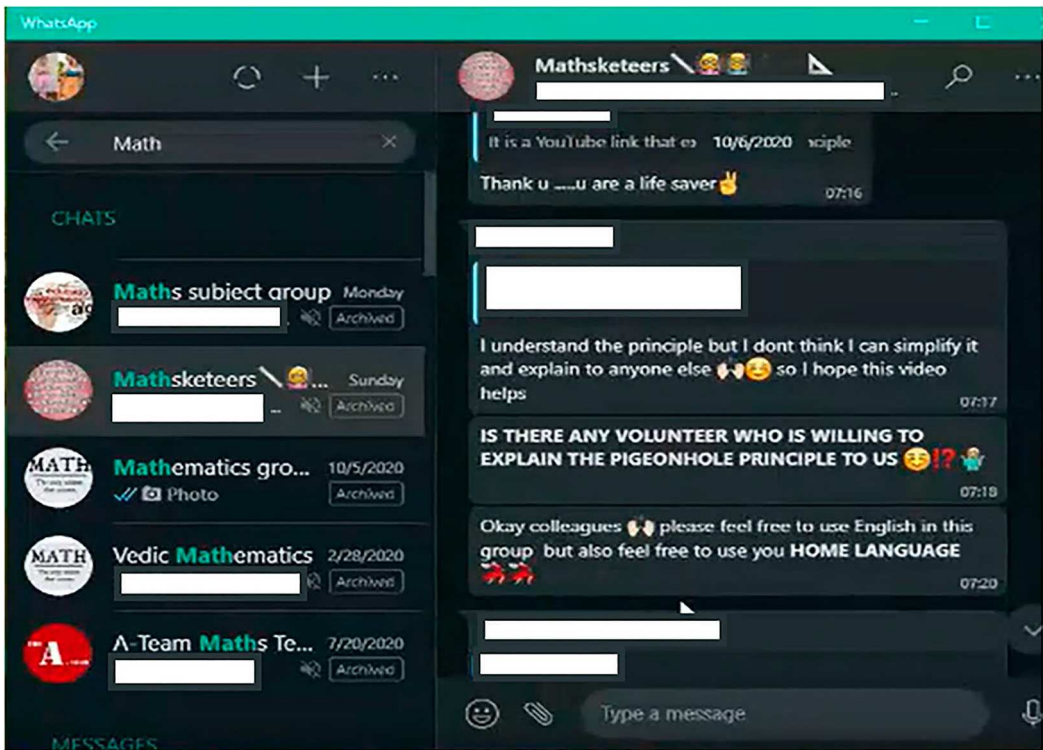 WhatsApp
Math
CHATS
Maths subject group Monday
Archived
Mathsketeers ... Sunday
... Archived
MATH
Mathematics gro... 10/5/2020
Photo Archived
MATH
Vedic Mathematics 2/28/2020
Archived
A
A-Team Maths Te... 7/20/2020
Archived
MESSAGES
Mathsketeers
..
It is a YouTube link that 10/6/2020
Thank u ....u are a life saver✌️
07:16
I understand the principle but I dont think I can simplify it
and explain to anyone else 🙌🏻☺️ so I hope this video
helps
07:17
IS THERE ANY VOLUNTEER WHO IS WILLING TO
EXPLAIN THE PIGEONHOLE PRINCIPLE TO US ☺️⁉️🤷
07:18
Okay colleagues 🙌🏻 please feel free to use English in this
group but also feel free to use you HOME LANGUAGE
💃💃
07:20
Type a message